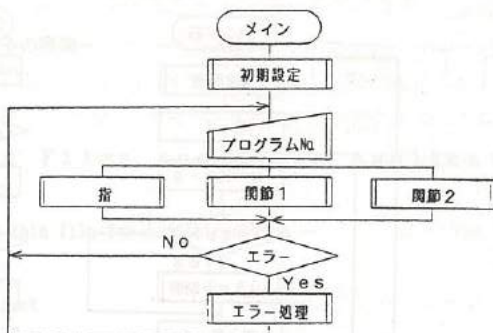 メイン
初期設定
プログラムNo
指
関節1
関節2
No
エラー
Yes
エラー処理